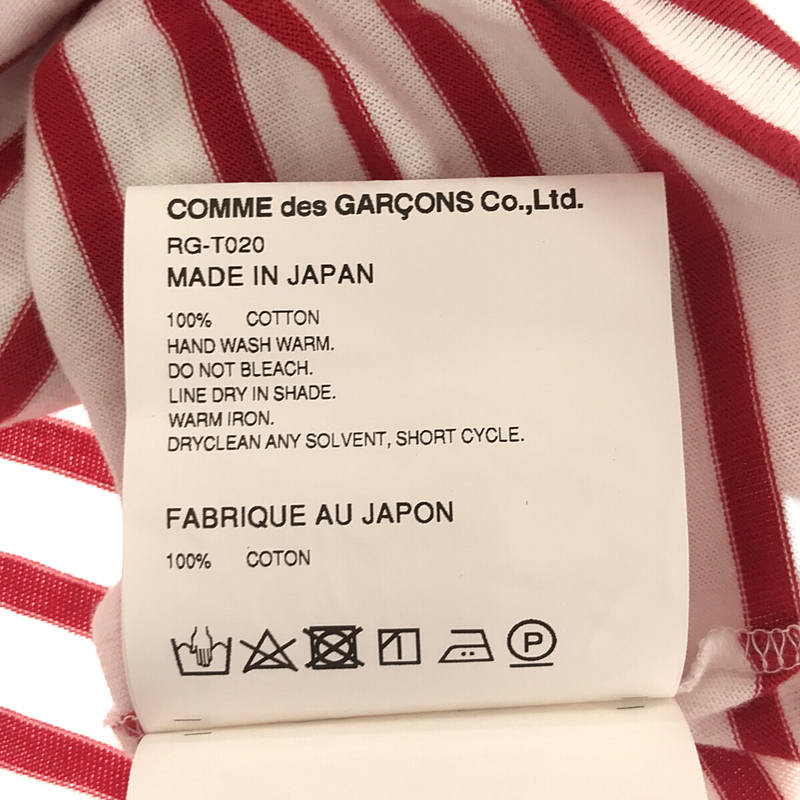 COMME des GARÇONS Co.,Ltd.
RG-T020
MADE IN JAPAN
100% COTTON
HAND WASH WARM.
DO NOT BLEACH.
LINE DRY IN SHADE.
WARM IRON.
DRYCLEAN ANY SOLVENT, SHORT CYCLE.
FABRIQUE AU JAPON
100% COTON
P